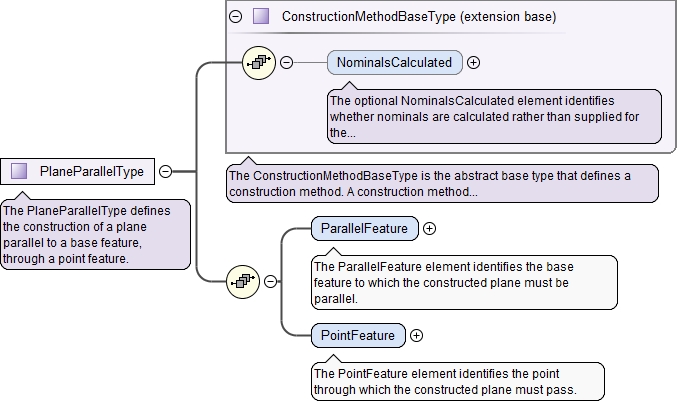 ConstructionMethodBaseType (extension base)
NominalsCalculated
The optional NominalsCalculated element identifies
whether nominals are calculated rather than supplied for
the...
The ConstructionMethodBaseType is the abstract base type that defines a
construction method. A construction method...
PlaneParallelType
The PlaneParallelType defines
the construction of a plane
parallel to a base feature,
through a point feature.
ParallelFeature
The ParallelFeature element identifies the base
feature to which the constructed plane must be
parallel.
PointFeature
The PointFeature element identifies the point
through which the constructed plane must pass.